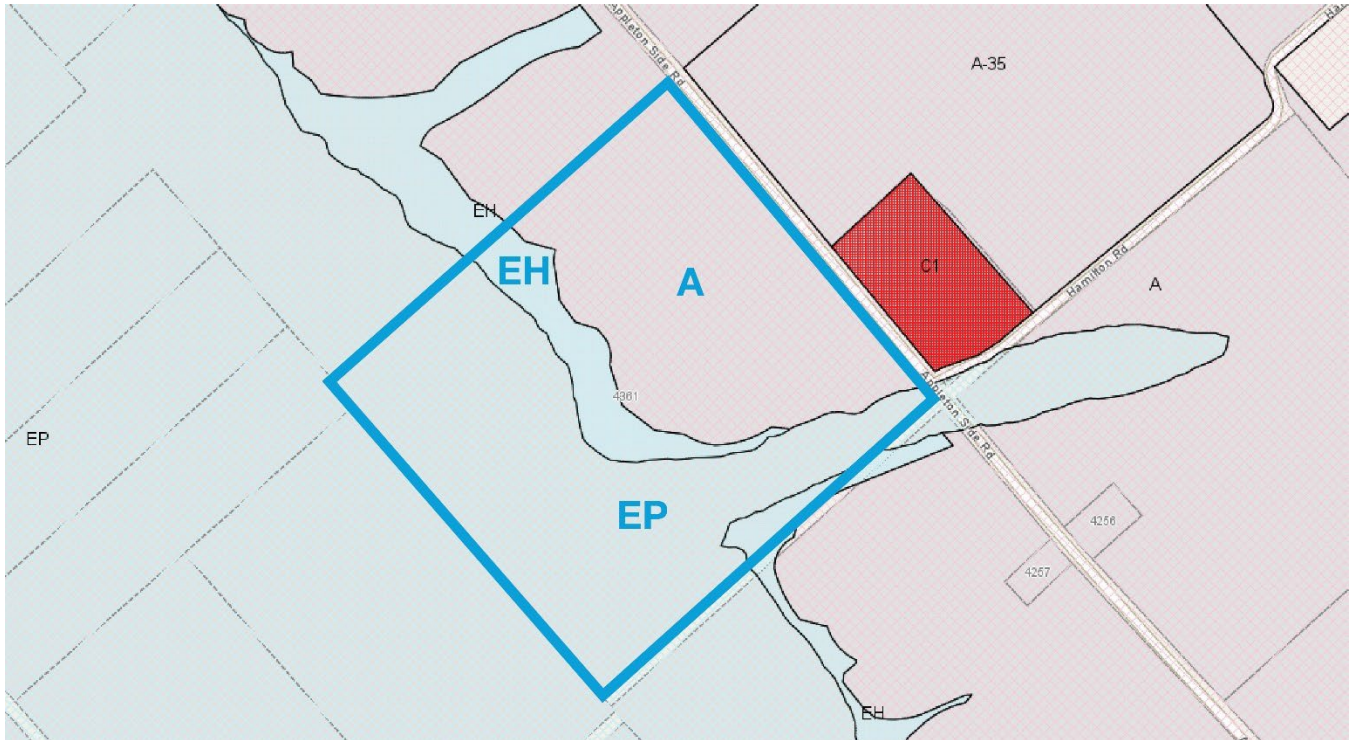 Appleton Side Rd
A-35
EH
EH
A
C1
Hamilton Rd
A
4361
Appleton Side Rd
EP
EP
4256
4257
EH